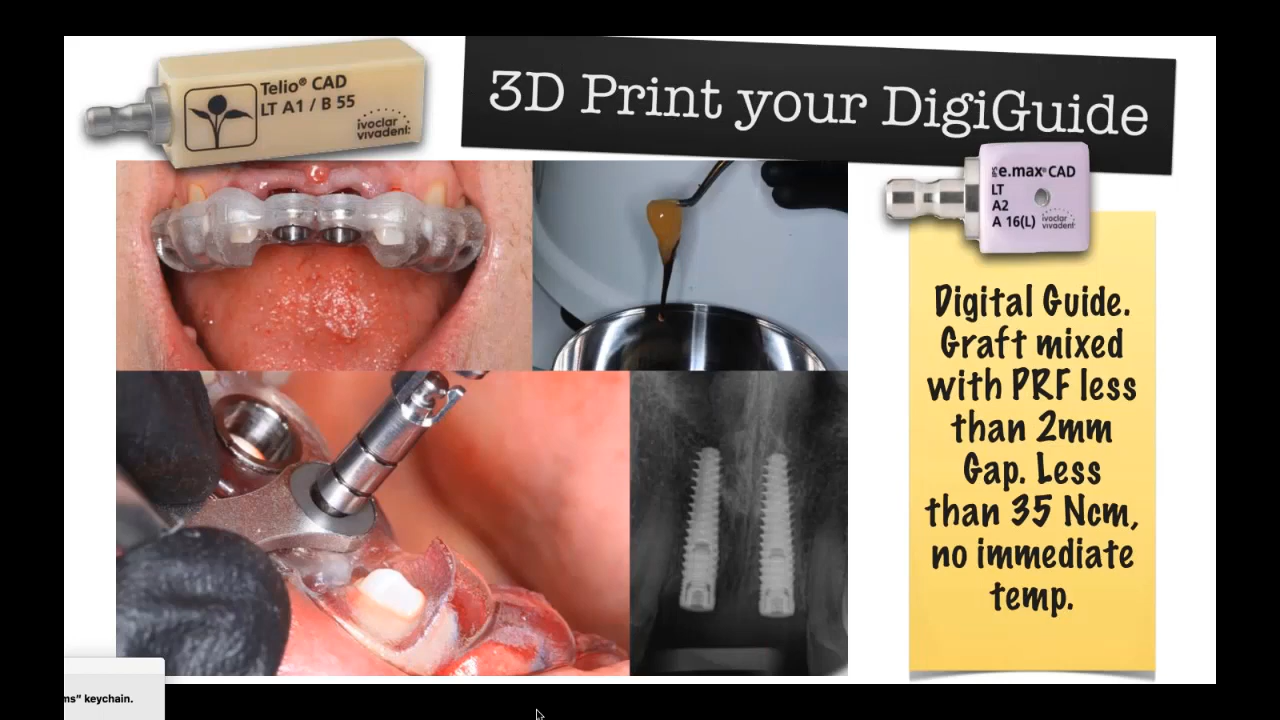 Telio® CAD
LT A1 / B 55
ivoclar
vivadent:
3D Print your DigiGuide
e.max® CAD
LT
A2
A 16(L)
ivoclar
vivadent
Digital Guide.
Graft mixed
with PRF less
than 2mm
Gap. Less
than 35 Ncm,
no immediate
temp.
ms” keychain.